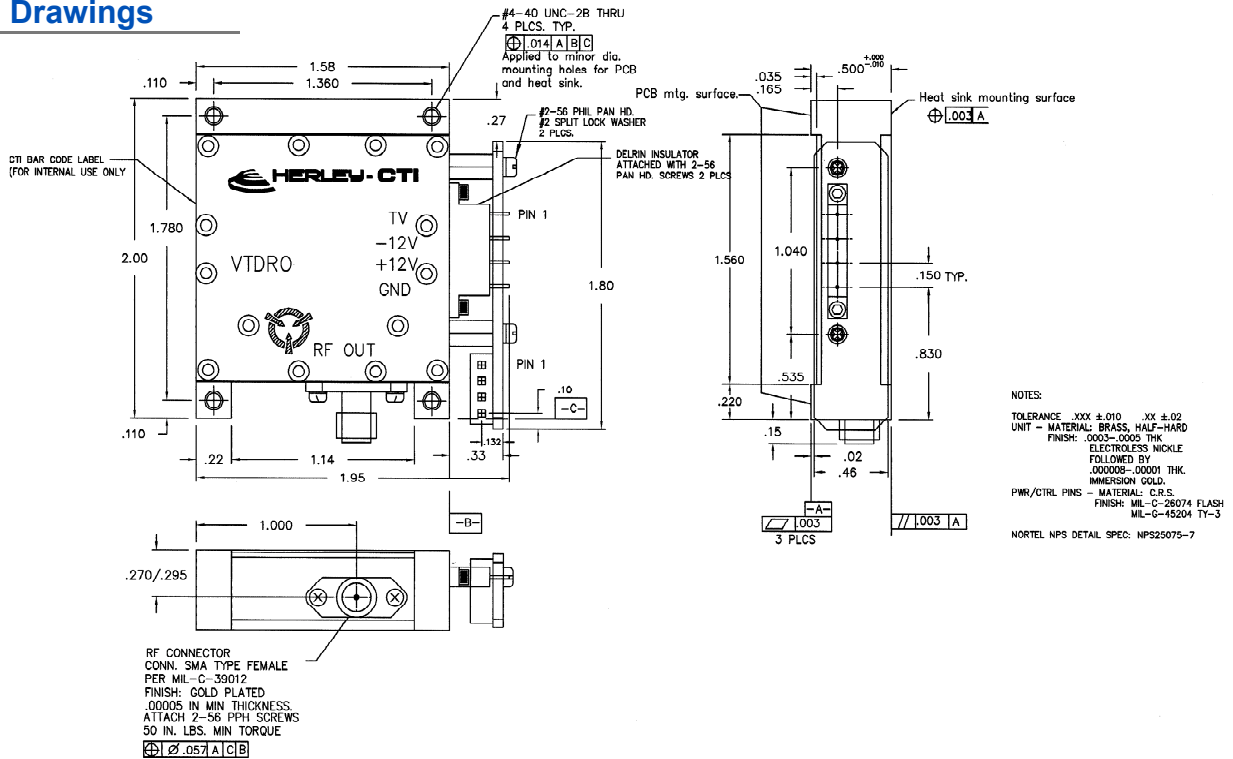 Drawings
#4-40 UNC-2B THRU
4 PLCS. TYP.
⌖ .014 A B C
Applied to minor dia.
mounting holes for PCB
and heat sink.
1.58
1.360
.110
.27
#2-56 PHIL PAN HD.
#2 SPLIT LOCK WASHER
2 PLCS.
DELRIN INSULATOR
ATTACHED WITH 2-56
PAN HD. SCREWS 2 PLCS
CTI BAR CODE LABEL
(FOR INTERNAL USE ONLY
HERLEY-CTI
TV
-12V
+12V
GND
VTDRO
RF OUT
PIN 1
PIN 1
1.780
2.00
1.80
.110
.10
-C-
.132
.33
.22
1.14
1.95
-B-
.035
.165
.500 +.000 -.010
PCB mtg. surface.
Heat sink mounting surface
⌖ .003 A
1.560
1.040
.150 TYP.
.830
.535
.220
.15
.02
.46
-A-
⏥ .003
3 PLCS
// .003 A
NOTES:
TOLERANCE .XXX ±.010 .XX ±.02
UNIT - MATERIAL: BRASS, HALF-HARD
FINISH: .0003-.0005 THK
ELECTROLESS NICKLE
FOLLOWED BY
.000008-.00001 THK.
IMMERSION GOLD.
PWR/CTRL PINS - MATERIAL: C.R.S.
FINISH: MIL-C-26074 FLASH
MIL-G-45204 TY-3
NORTEL NPS DETAIL SPEC: NPS25075-7
1.000
.270/.295
RF CONNECTOR
CONN. SMA TYPE FEMALE
PER MIL-C-39012
FINISH: GOLD PLATED
.00005 IN MIN THICKNESS.
ATTACH 2-56 PPH SCREWS
50 IN. LBS. MIN TORQUE
⌖ Ø .057 A C B